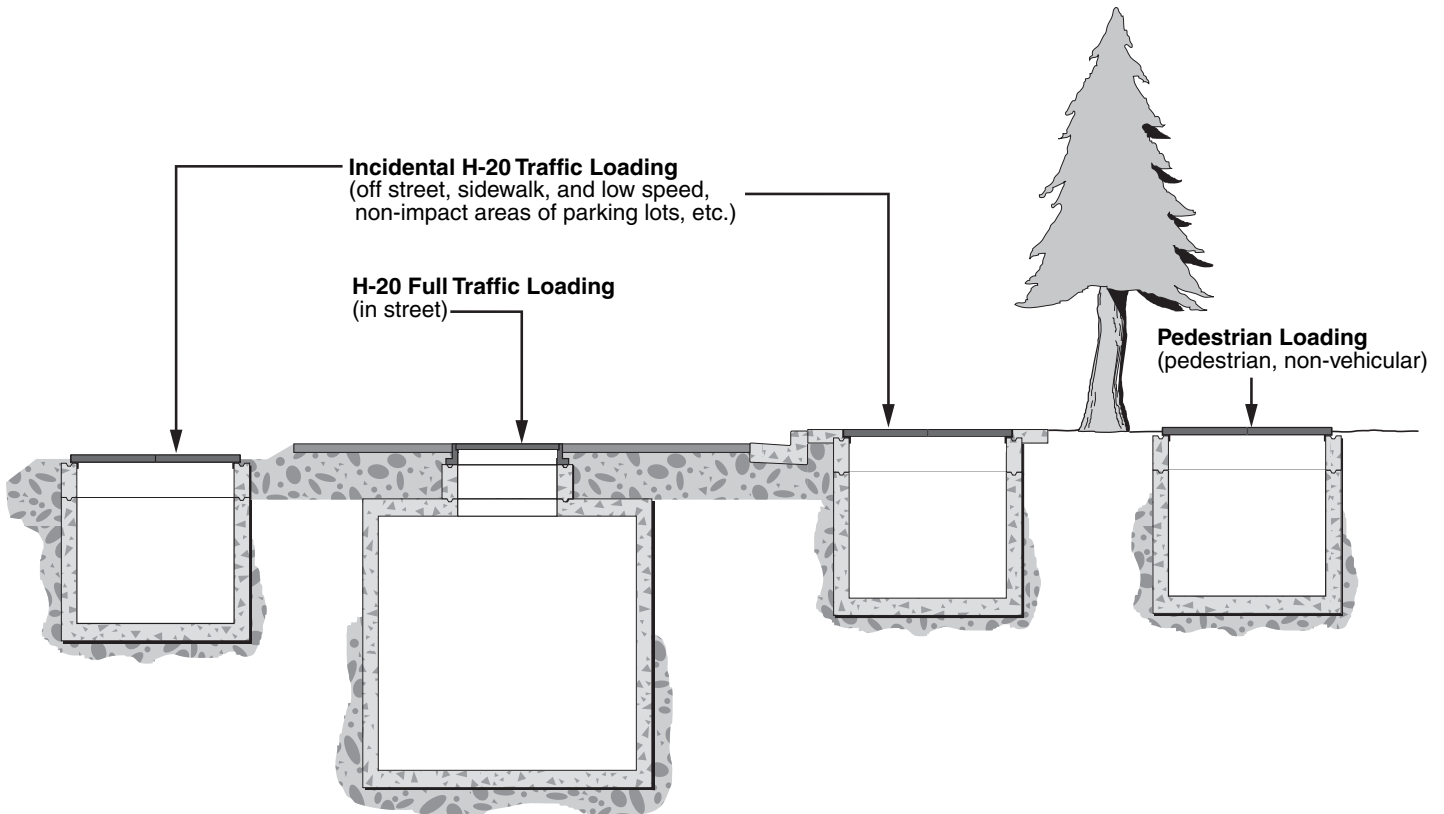 Incidental H-20 Traffic Loading
(off street, sidewalk, and low speed,
non-impact areas of parking lots, etc.)
H-20 Full Traffic Loading
(in street)
Pedestrian Loading
(pedestrian, non-vehicular)